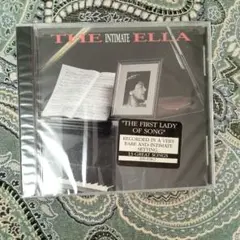 THE INTIMATE ELLA
"THE FIRST LADY
OF SONG"
RECORDED IN A VERY
RARE AND INTIMATE
SETTING.
13 GREAT SONGS